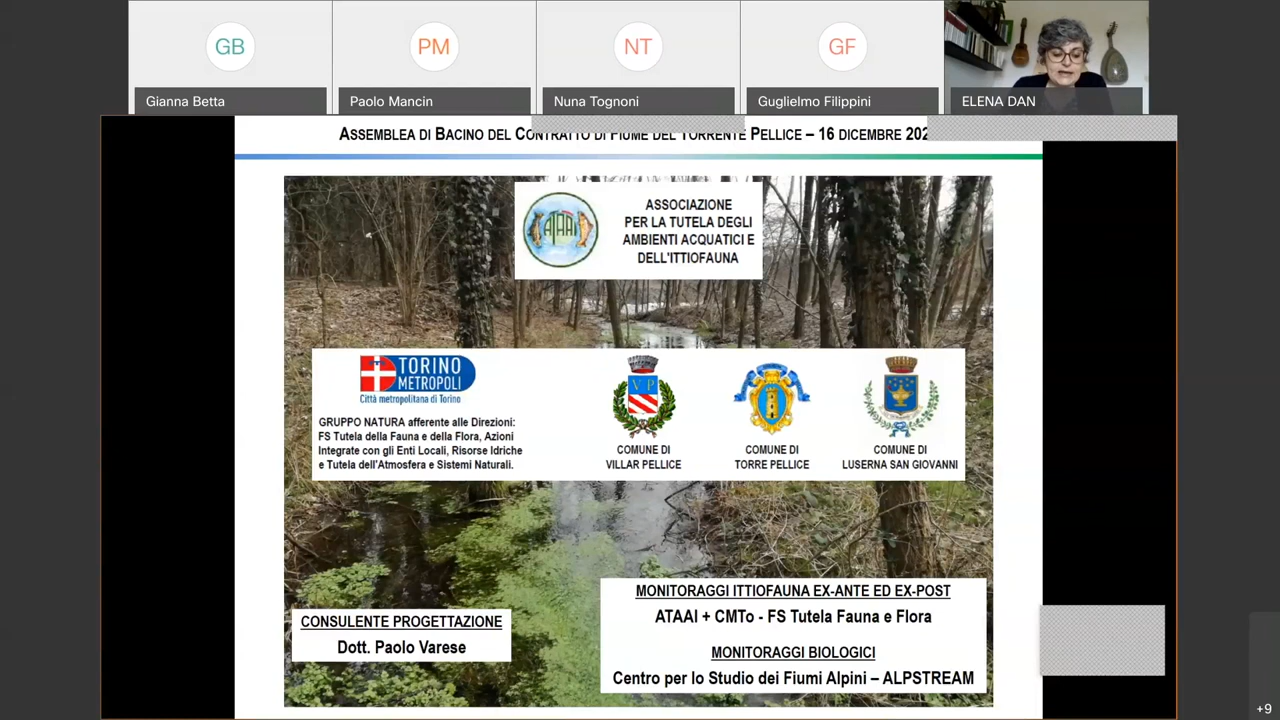 GB
PM
NT
GF
Gianna Betta
Paolo Mancin
Nuna Tognoni
Guglielmo Filippini
ELENA DAN
ASSEMBLEA DI BACINO DEL CONTRATTO DI FIUME DEL TORRENTE PELLICE – 16 DICEMBRE 202
ATAAI
ASSOCIAZIONE
PER LA TUTELA DEGLI
AMBIENTI ACQUATICI E
DELL'ITTIOFAUNA
TORINO
METROPOLI
Città metropolitana di Torino
GRUPPO NATURA afferente alle Direzioni:
FS Tutela della Fauna e della Flora, Azioni
Integrate con gli Enti Locali, Risorse Idriche
e Tutela dell'Atmosfera e Sistemi Naturali.
V P
COMUNE DI
VILLAR PELLICE
COMUNE DI
TORRE PELLICE
COMUNE DI
LUSERNA SAN GIOVANNI
CONSULENTE PROGETTAZIONE
Dott. Paolo Varese
MONITORAGGI ITTIOFAUNA EX-ANTE ED EX-POST
ATAAI + CMTo - FS Tutela Fauna e Flora
MONITORAGGI BIOLOGICI
Centro per lo Studio dei Fiumi Alpini – ALPSTREAM
+9